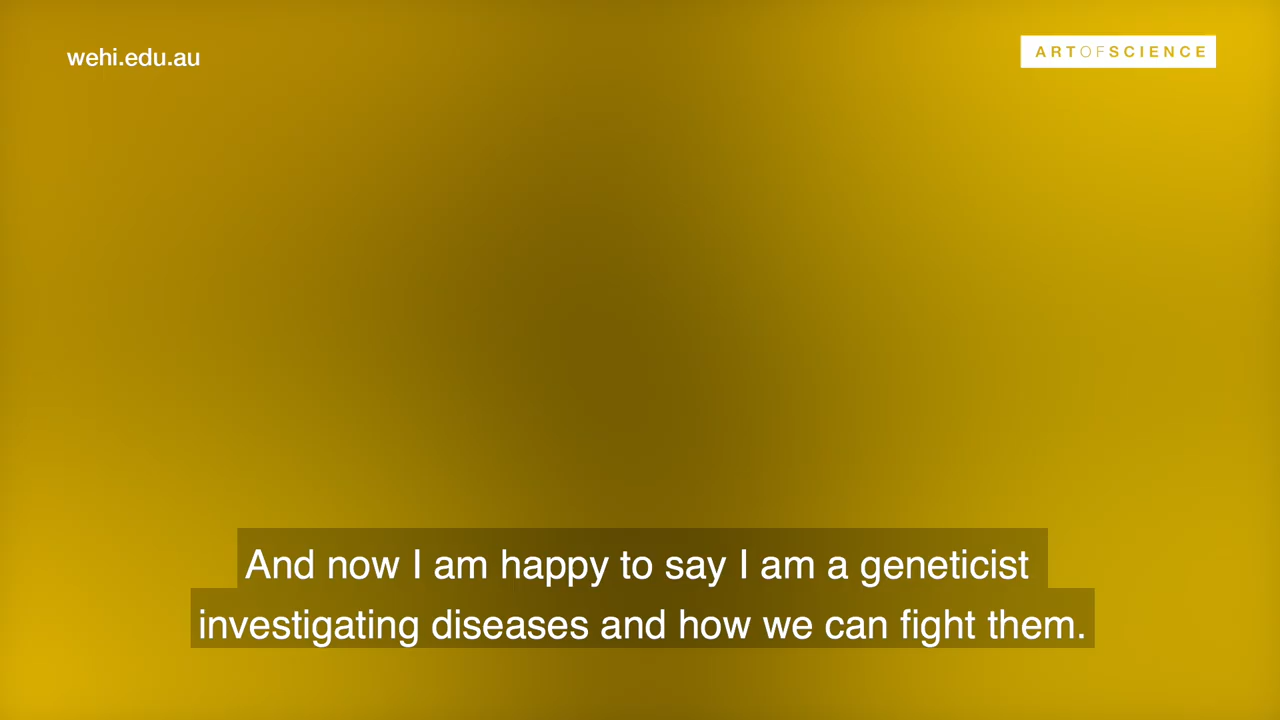 wehi.edu.au
ARTOFSCIENCE
And now I am happy to say I am a geneticist
investigating diseases and how we can fight them.